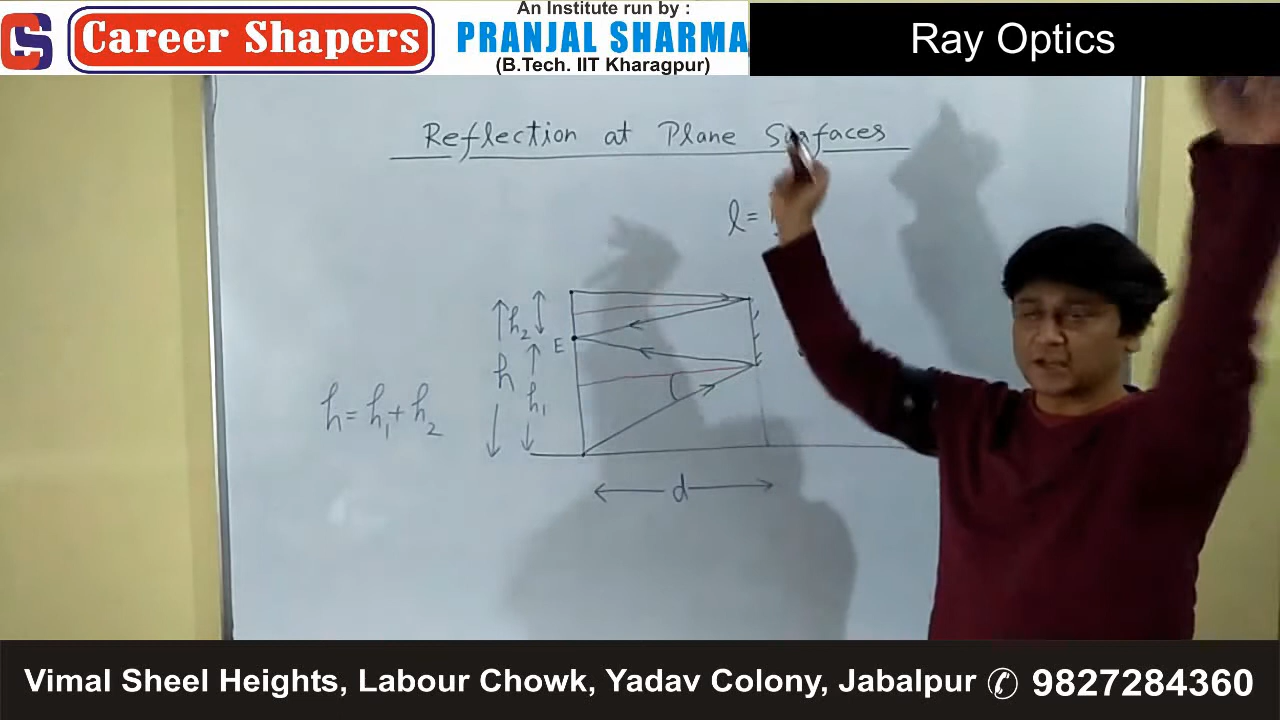 An Institute run by :
CS Career Shapers
PRANJAL SHARMA
(B.Tech. IIT Kharagpur)
Ray Optics
Reflection at Plane Surfaces
l =
h₂
E
h
h₁
h = h₁ + h₂
d
Vimal Sheel Heights, Labour Chowk, Yadav Colony, Jabalpur ✆ 9827284360